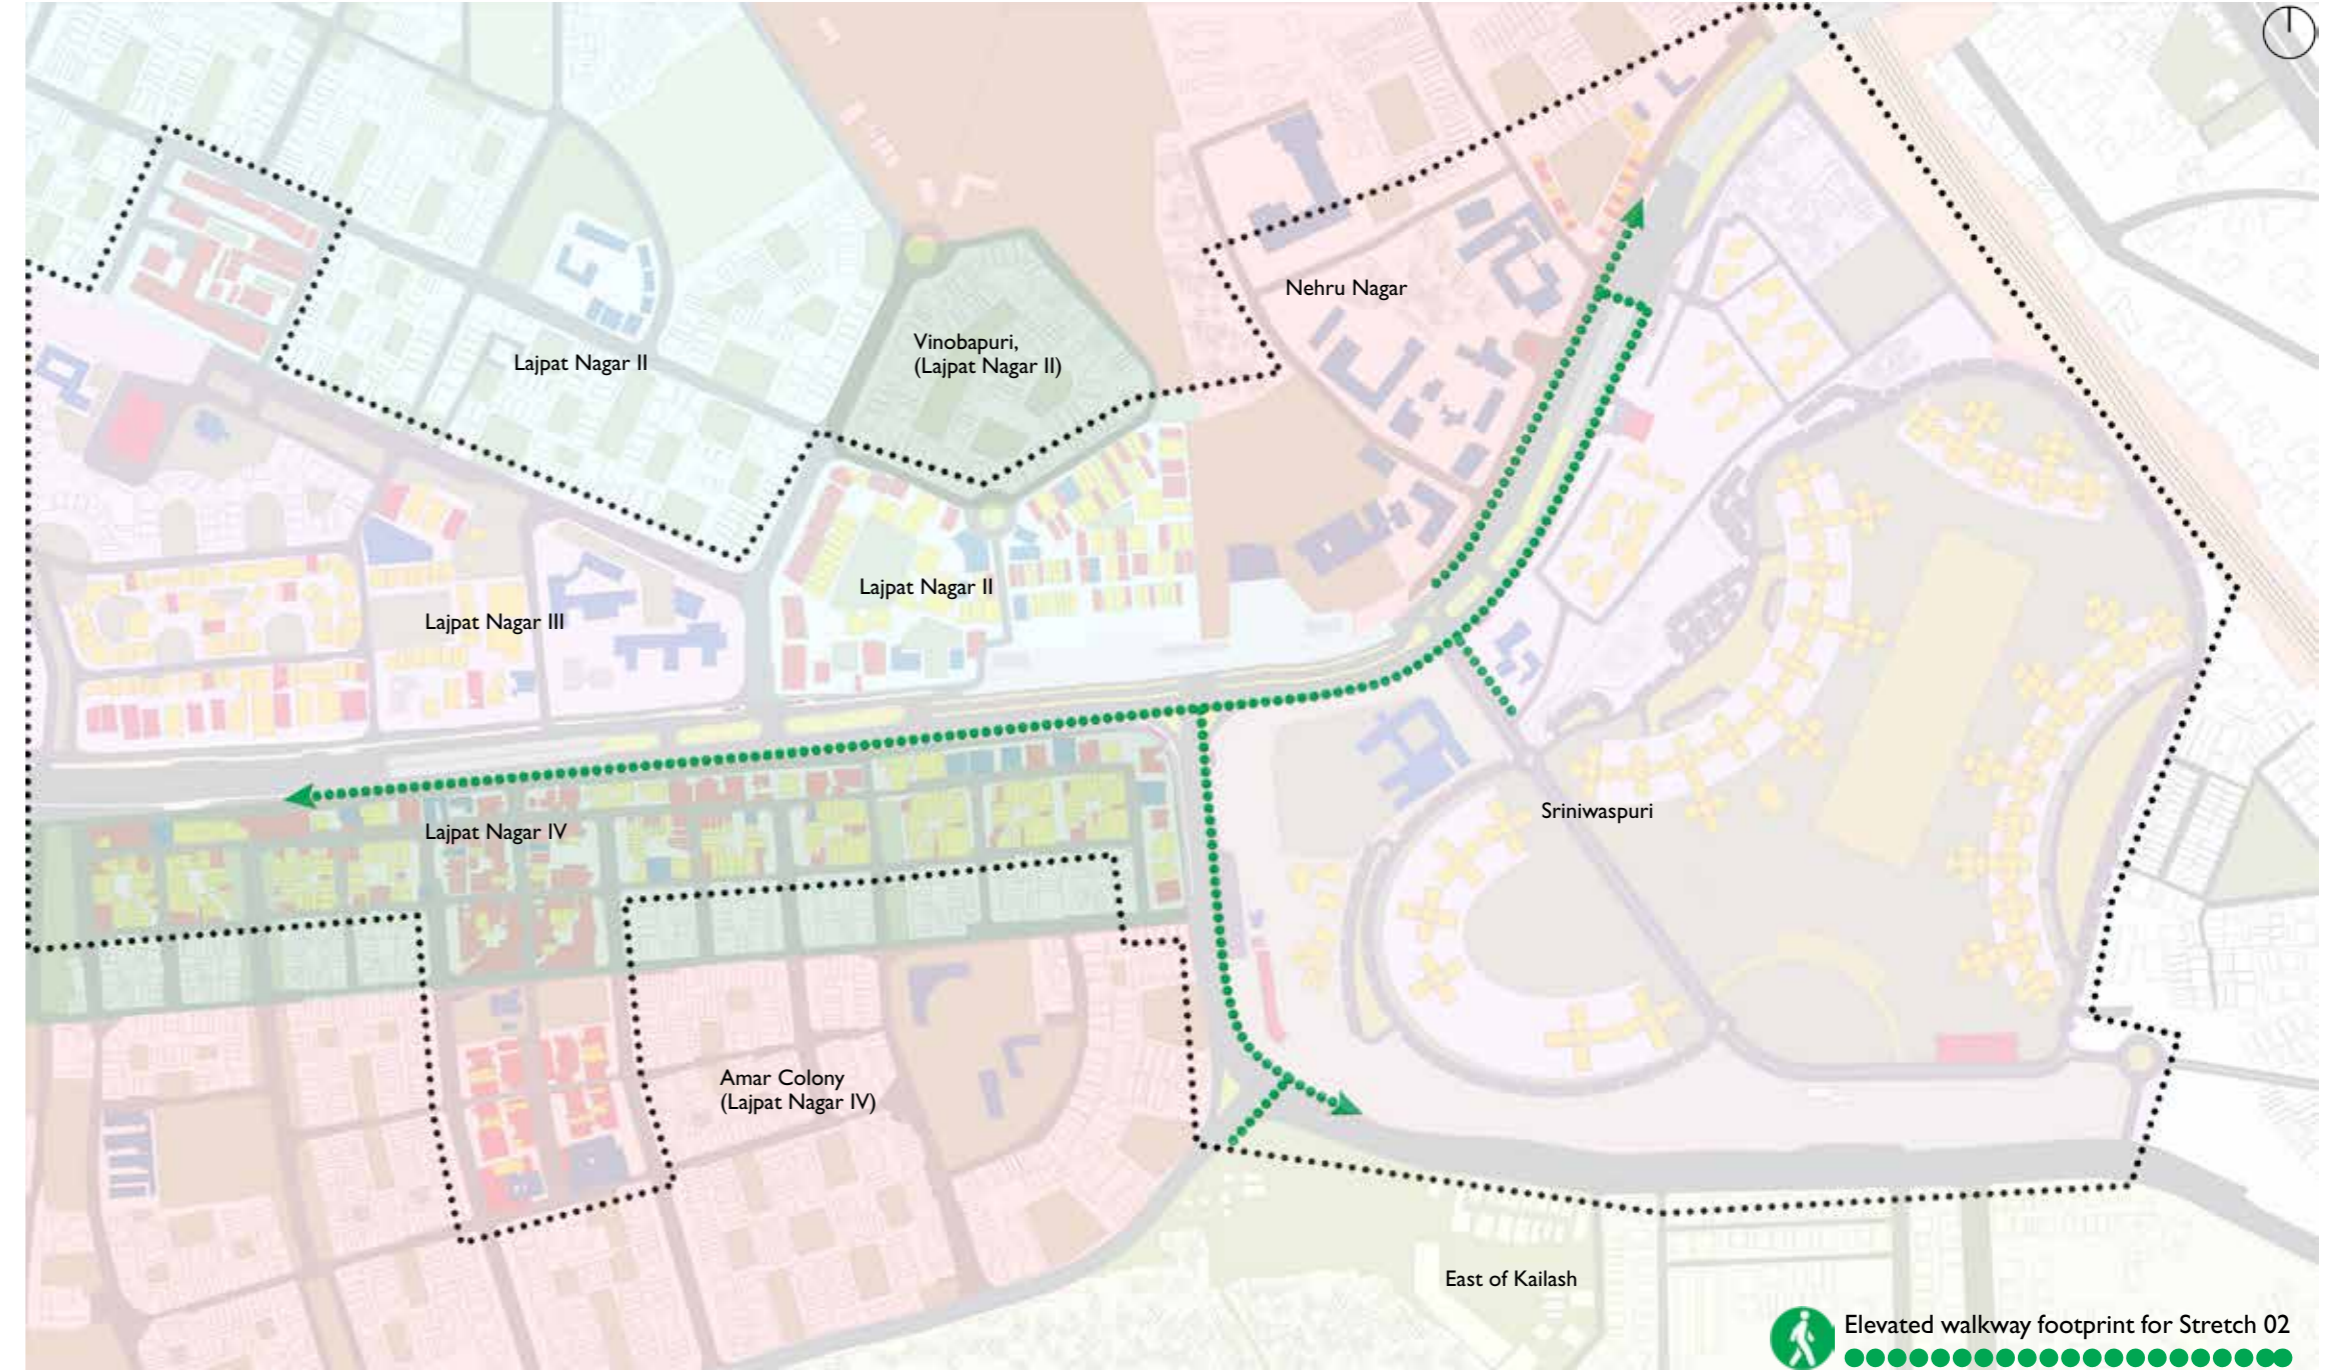 Nehru Nagar
Vinobapuri,
(Lajpat Nagar II)
Lajpat Nagar II
Lajpat Nagar II
Lajpat Nagar III
Sriniwaspuri
Lajpat Nagar IV
Amar Colony
(Lajpat Nagar IV)
East of Kailash
Elevated walkway footprint for Stretch 02